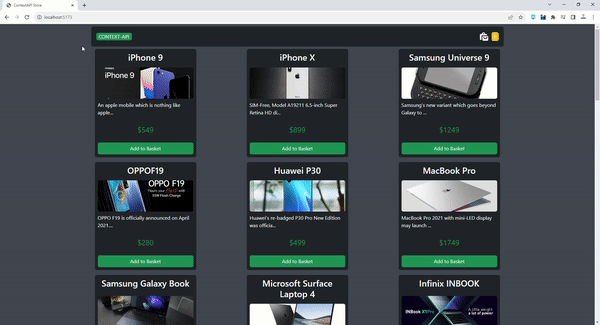 ContextAPI Store
localhost:5173
CONTEXT-API
iPhone 9
iPhone 9
An apple mobile which is nothing like
apple...
$549
Add to Basket
iPhone X
SIM-Free, Model A19211 6.5-inch Super
Retina HD di...
$899
Add to Basket
Samsung Universe 9
Samsung's new variant which goes beyond
Galaxy to ...
$1249
Add to Basket
OPPOF19
OPPO F19
OPPO F19 is officially announced on April
2021....
$280
Add to Basket
Huawei P30
Huawei's re-badged P30 Pro New Edition
was officia...
$499
Add to Basket
MacBook Pro
MacBook Pro 2021 with mini-LED display
may launch ...
$1749
Add to Basket
Samsung Galaxy Book
Microsoft Surface
Laptop 4
Infinix INBOOK